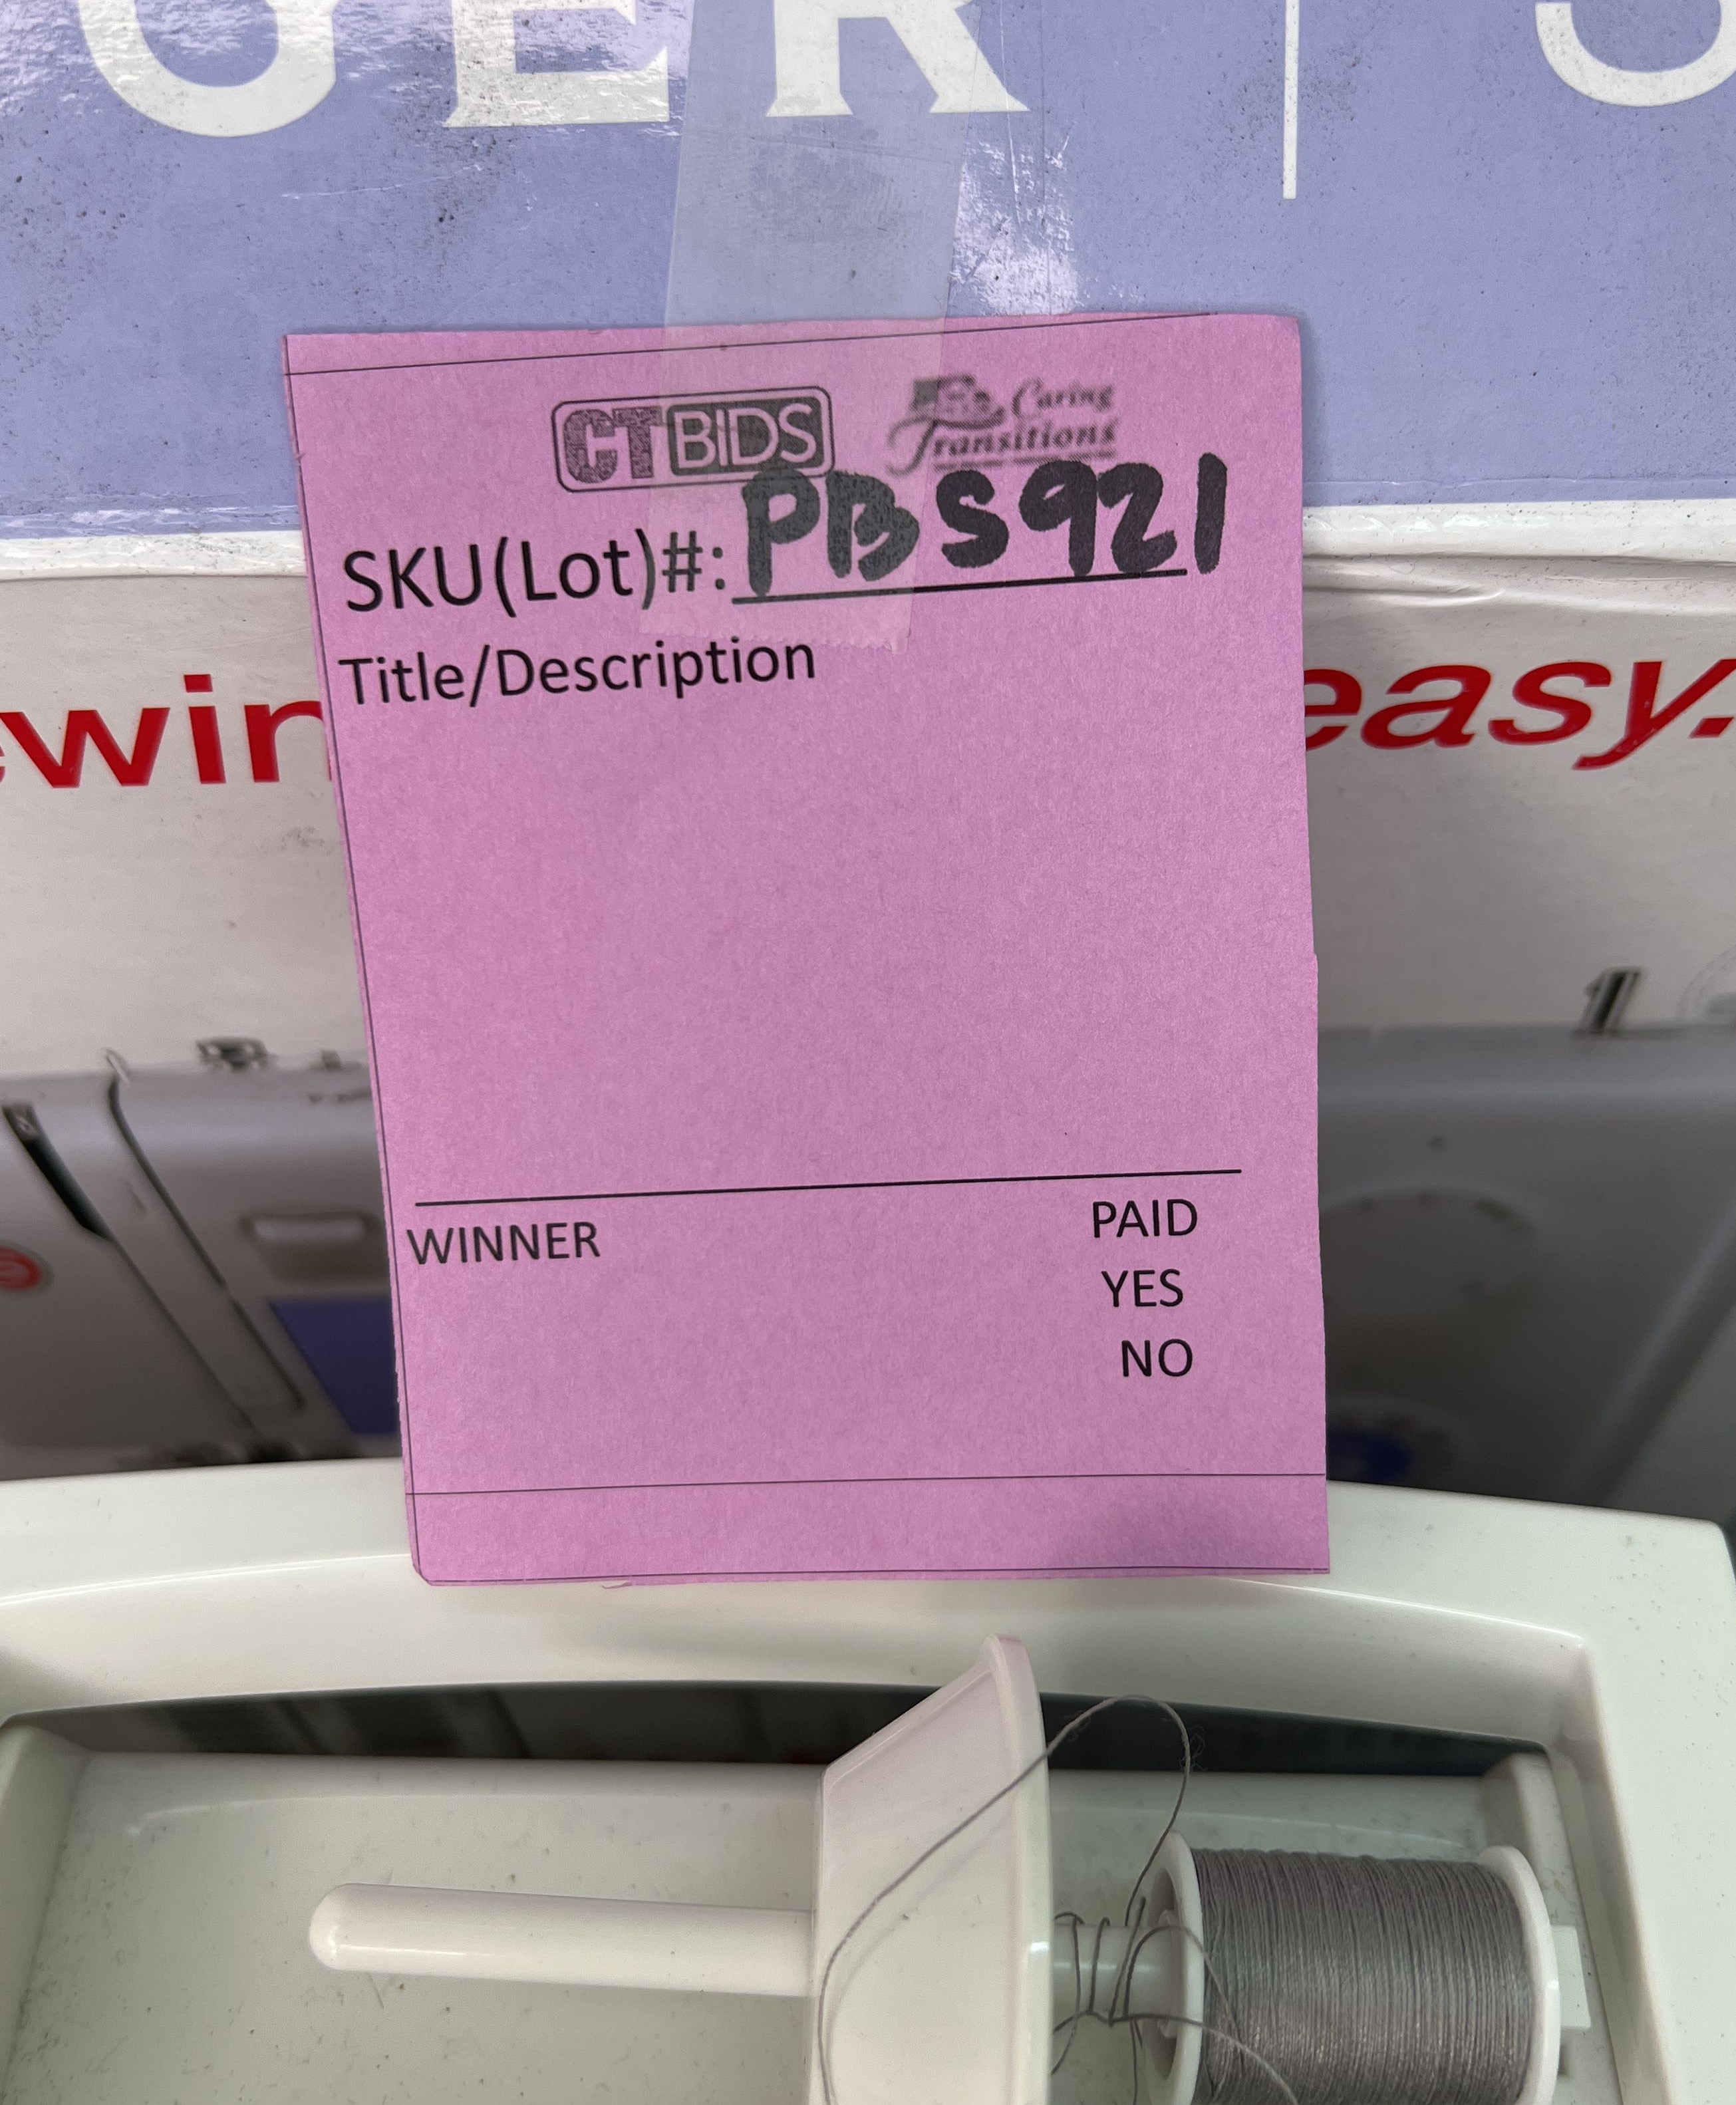 GER | S
CT BIDS Caring Transitions
SKU(Lot)#: PBS921
Title/Description
ewin easy.
WINNER PAID
YES
NO